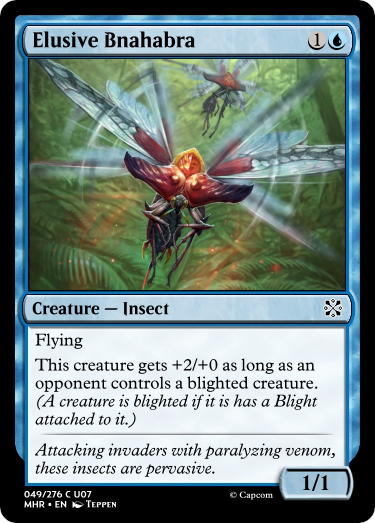 Elusive Bnahabra 1
Creature — Insect
Flying
This creature gets +2/+0 as long as an
opponent controls a blighted creature.
(A creature is blighted if it is has a Blight
attached to it.)
Attacking invaders with paralyzing venom,
these insects are pervasive.
1/1
049/276 C U07
MHR • EN Teppen
© Capcom